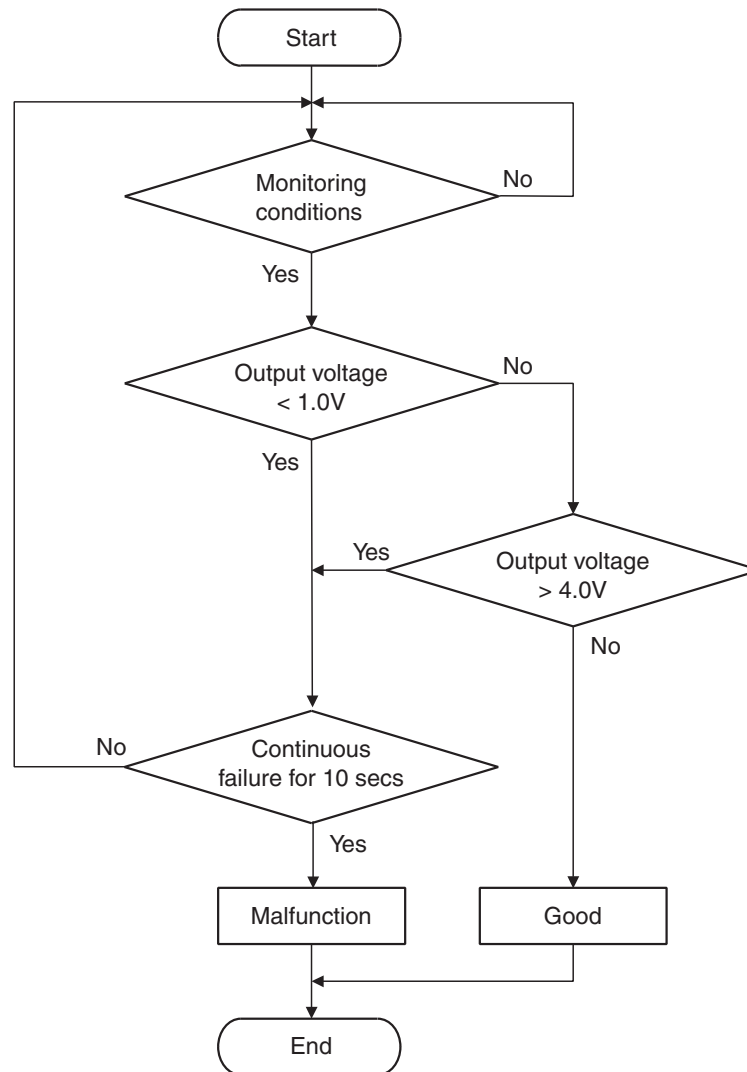 Start
Monitoring
conditions
No
Yes
Output voltage
< 1.0V
No
Yes
Output voltage
> 4.0V
Yes
No
Continuous
failure for 10 secs
No
Yes
Malfunction
Good
End